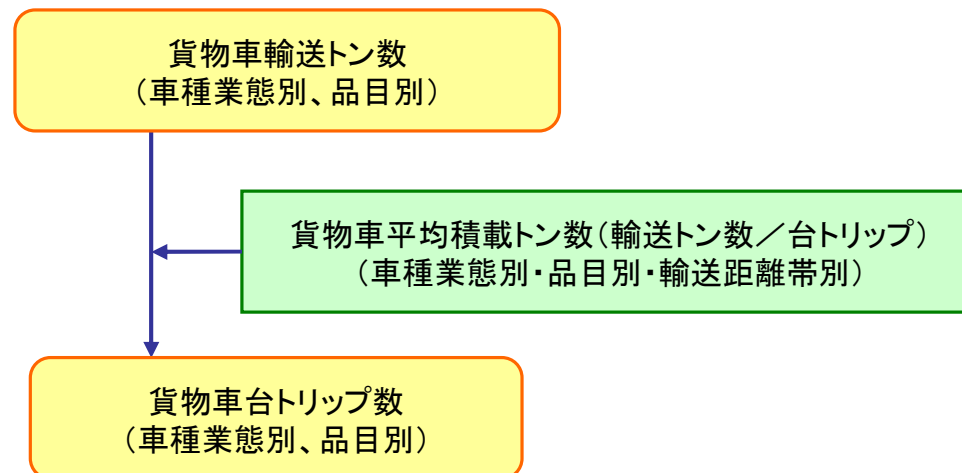 貨物車輸送トン数
（車種業態別、品目別）
貨物車平均積載トン数（輸送トン数／台トリップ）
（車種業態別・品目別・輸送距離帯別）
貨物車台トリップ数
（車種業態別、品目別）